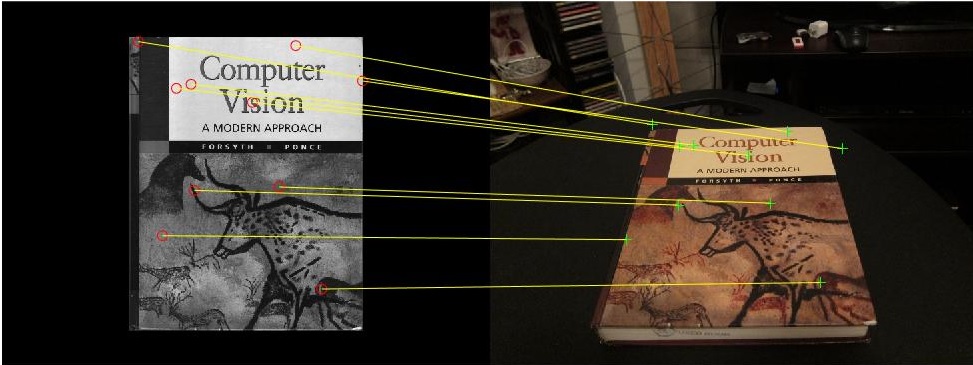 Computer
Vision
A MODERN APPROACH
FORSYTH PONCE
Computer
Vision
A MODERN APPROACH
FORSYTH PONCE